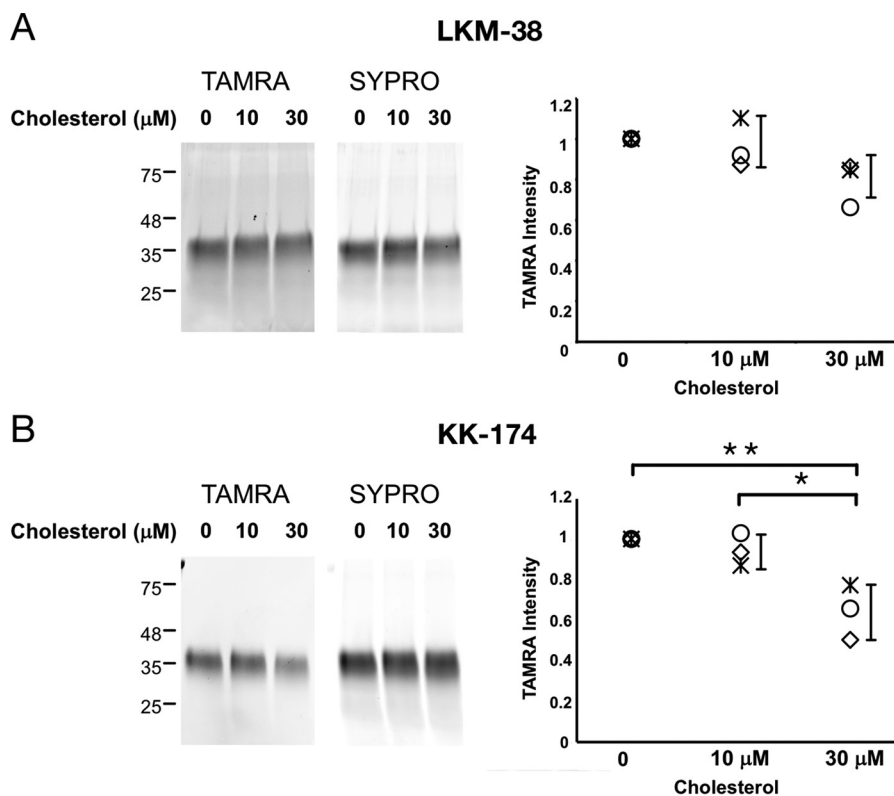 A
LKM-38
TAMRA SYPRO
Cholesterol (μM) 0 10 30 0 10 30
75
48
35
25
TAMRA Intensity
1.2
1
0.8
0.6
0.4
0.2
0
0 10 μM 30 μM
Cholesterol
B
KK-174
TAMRA SYPRO
Cholesterol (μM) 0 10 30 0 10 30
75
48
35
25
* *
*
TAMRA Intensity
1.2
1
0.8
0.6
0.4
0.2
0
0 10 μM 30 μM
Cholesterol